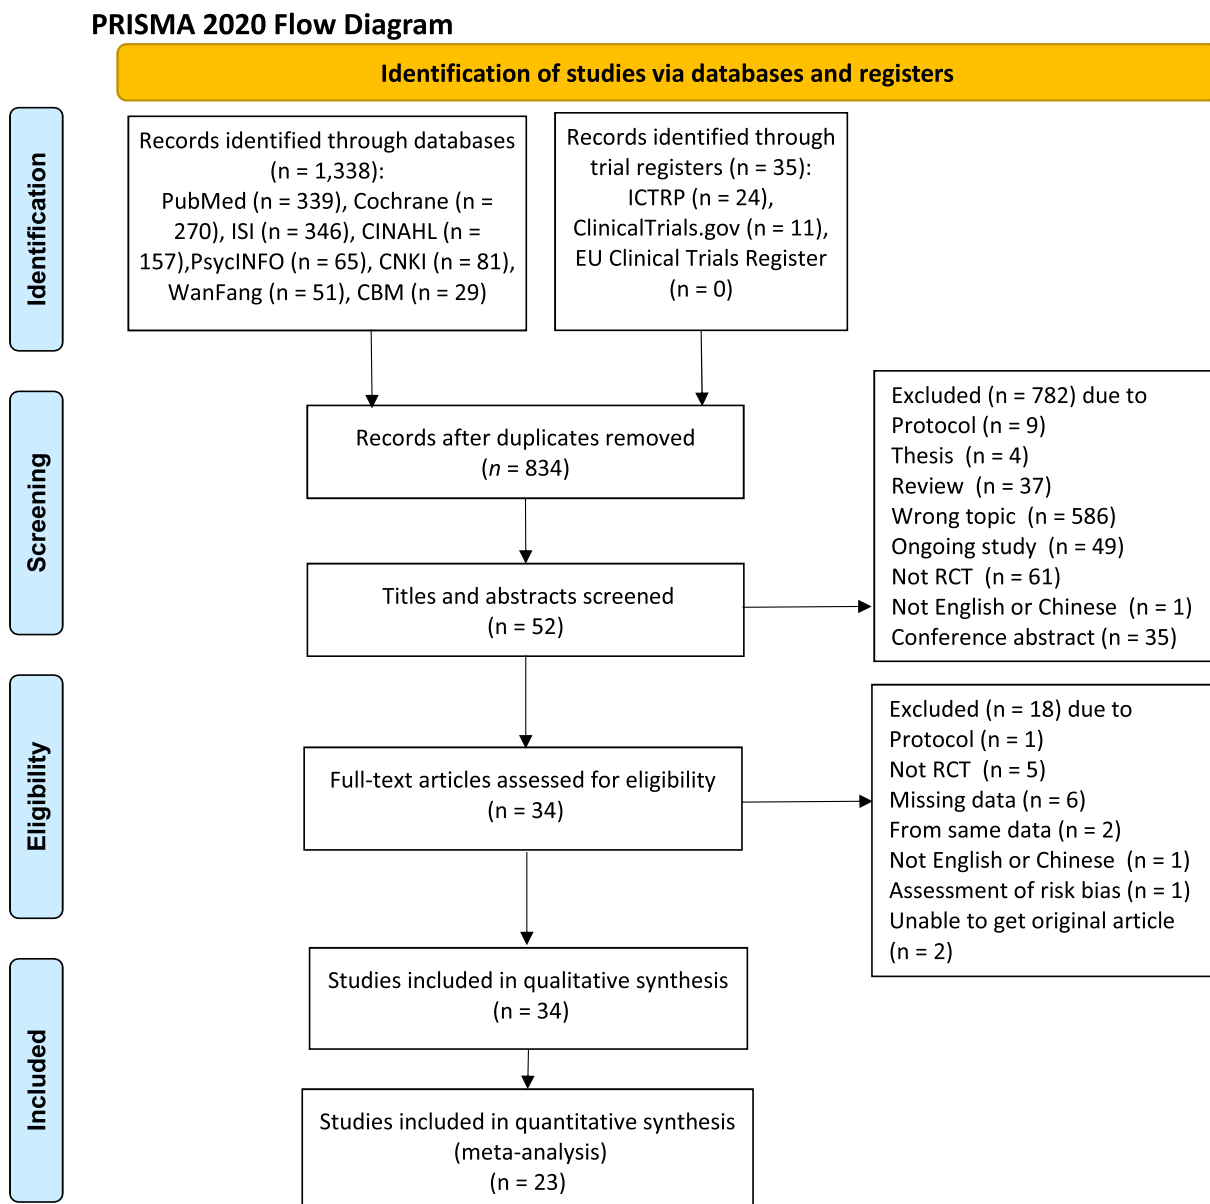 PRISMA 2020 Flow Diagram
Identification of studies via databases and registers
Identification
Records identified through databases
(n = 1,338):
PubMed (n = 339), Cochrane (n =
270), ISI (n = 346), CINAHL (n =
157),PsycINFO (n = 65), CNKI (n = 81),
WanFang (n = 51), CBM (n = 29)
Records identified through
trial registers (n = 35):
ICTRP (n = 24),
ClinicalTrials.gov (n = 11),
EU Clinical Trials Register
(n = 0)
Screening
Records after duplicates removed
(n = 834)
Titles and abstracts screened
(n = 52)
Excluded (n = 782) due to
Protocol (n = 9)
Thesis (n = 4)
Review (n = 37)
Wrong topic (n = 586)
Ongoing study (n = 49)
Not RCT (n = 61)
Not English or Chinese (n = 1)
Conference abstract (n = 35)
Eligibility
Full-text articles assessed for eligibility
(n = 34)
Excluded (n = 18) due to
Protocol (n = 1)
Not RCT (n = 5)
Missing data (n = 6)
From same data (n = 2)
Not English or Chinese (n = 1)
Assessment of risk bias (n = 1)
Unable to get original article
(n = 2)
Included
Studies included in qualitative synthesis
(n = 34)
Studies included in quantitative synthesis
(meta-analysis)
(n = 23)